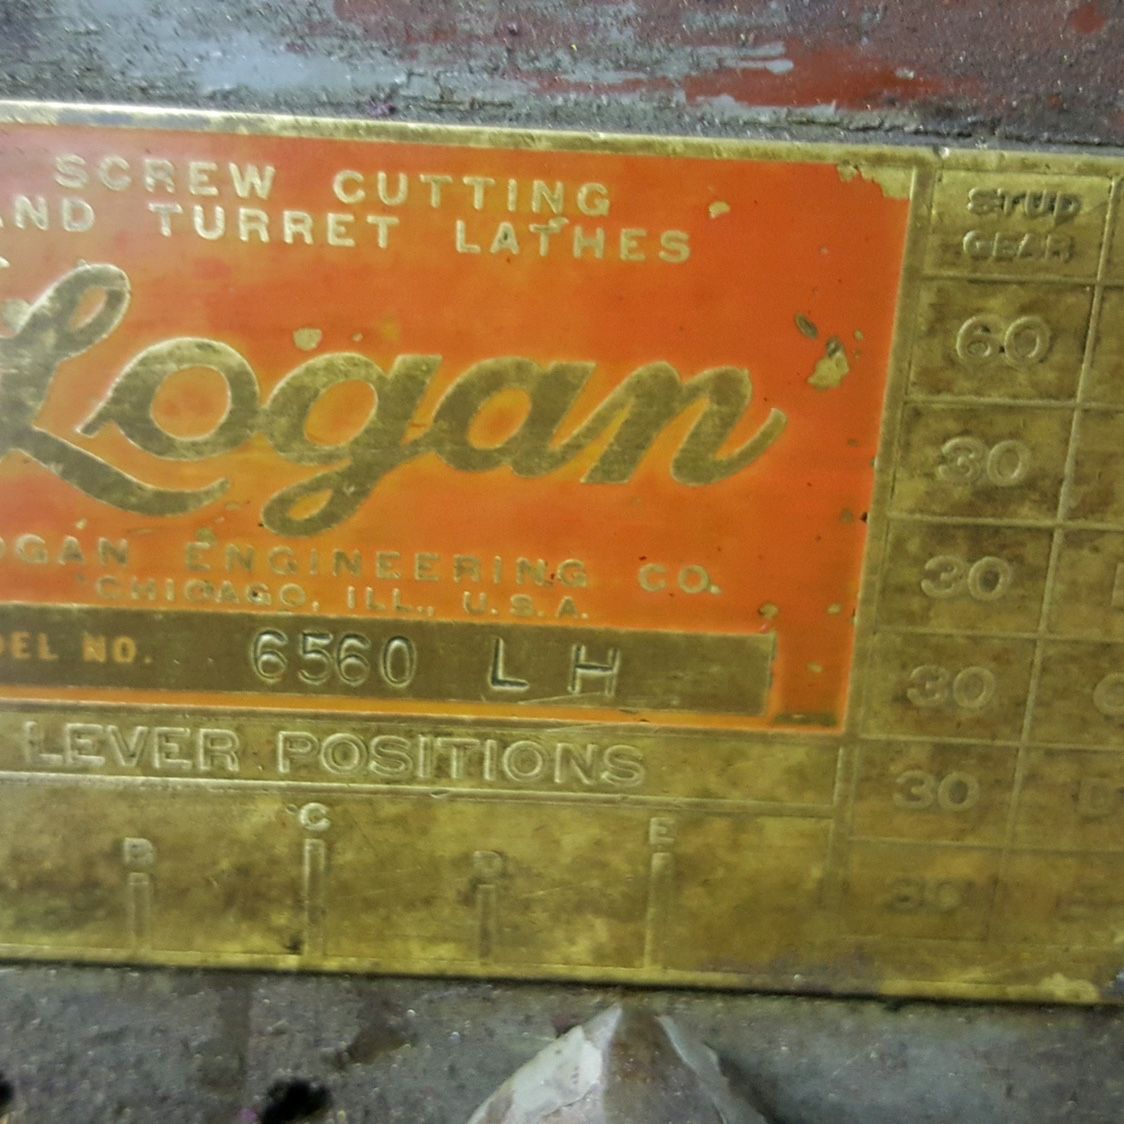 SCREW CUTTING
AND TURRET LATHES
Logan
LOGAN ENGINEERING CO.
CHICAGO, ILL., U.S.A.
MODEL NO. 6560 LH
LEVER POSITIONS
B C D E
STUD
GEAR
60
30
30
30
30
30